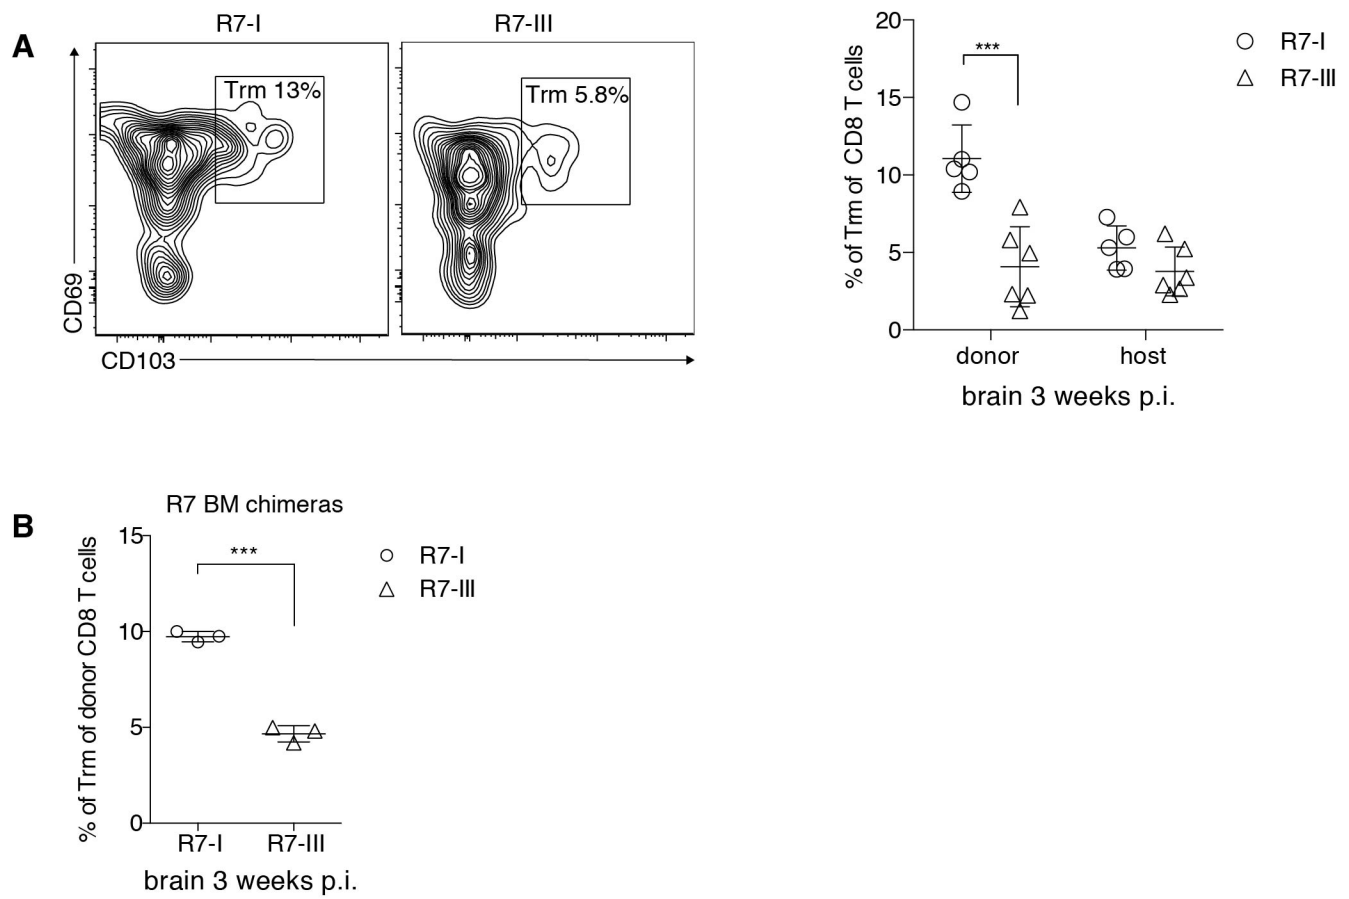 A
R7-I
R7-III
Trm 13%
Trm 5.8%
CD69
CD103
% of Trm of CD8 T cells
20
15
10
5
0
***
R7-I
R7-III
donor
host
brain 3 weeks p.i.
B
R7 BM chimeras
% of Trm of donor CD8 T cells
15
10
5
0
***
R7-I
R7-III
R7-I
R7-III
brain 3 weeks p.i.